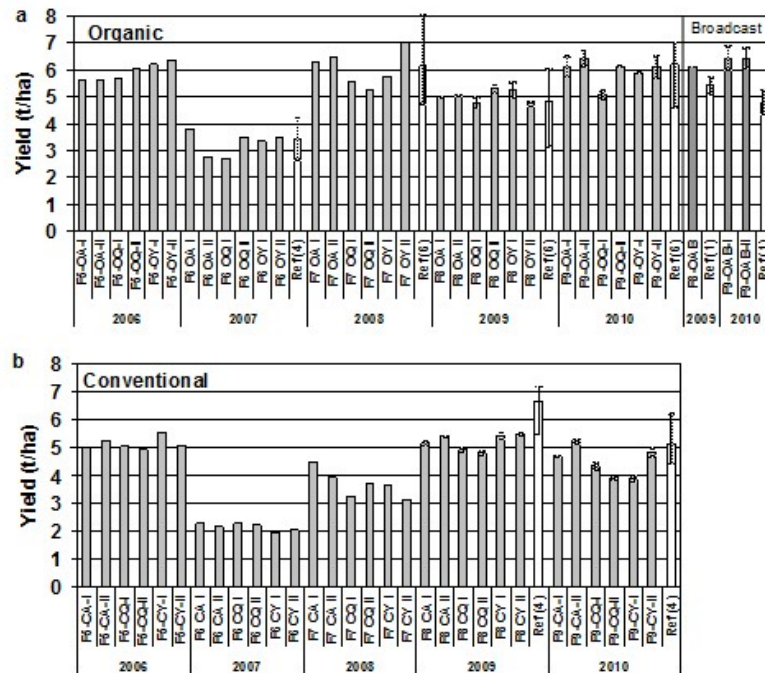 a
8
7
6
5
4
3
2
1
0
Yield (t/ha)
Organic
Broadcast
F6-OA-I
F6-OA-II
F6-OQ-I
F6-OQ-II
F6-OY-I
F6-OY-II
F6 OA I
F6 OA II
F6 OQ I
F6 OQ II
F6 OY I
F6 OY II
Ref(4)
F7 OA I
F7 OA II
F7 OQ I
F7 OQ II
F7 OY I
F7 OY II
Ref(6)
F8 OA I
F8 OA II
F8 OQ I
F8 OQ II
F8 OY I
F8 OY II
Ref(6)
F9-OA-I
F9-OA-II
F9-OQ-I
F9-OQ-II
F9-OY-I
F9-OY-II
Ref(6)
F8-OAB
Ref(1)
F9-OAB-I
F9-OAB-II
Ref(1)
2006
2007
2008
2009
2010
2009
2010
b
8
7
6
5
4
3
2
1
0
Yield (t/ha)
Conventional
F6-CA-I
F6-CA-II
F6-CQ-I
F6-CQ-II
F6-CY-I
F6-CY-II
F6 CA I
F6 CA II
F6 CQ I
F6 CQ II
F6 CY I
F6 CY II
F7 CA I
F7 CA II
F7 CQ I
F7 CQ II
F7 CY I
F7 CY II
F8 CA I
F8 CA II
F8 CQ I
F8 CQ II
F8 CY I
F8 CY II
Ref(4)
F9-CA-I
F9-CA-II
F9-CQ-I
F9-CQ-II
F9-CY-I
F9-CY-II
Ref(4)
2006
2007
2008
2009
2010